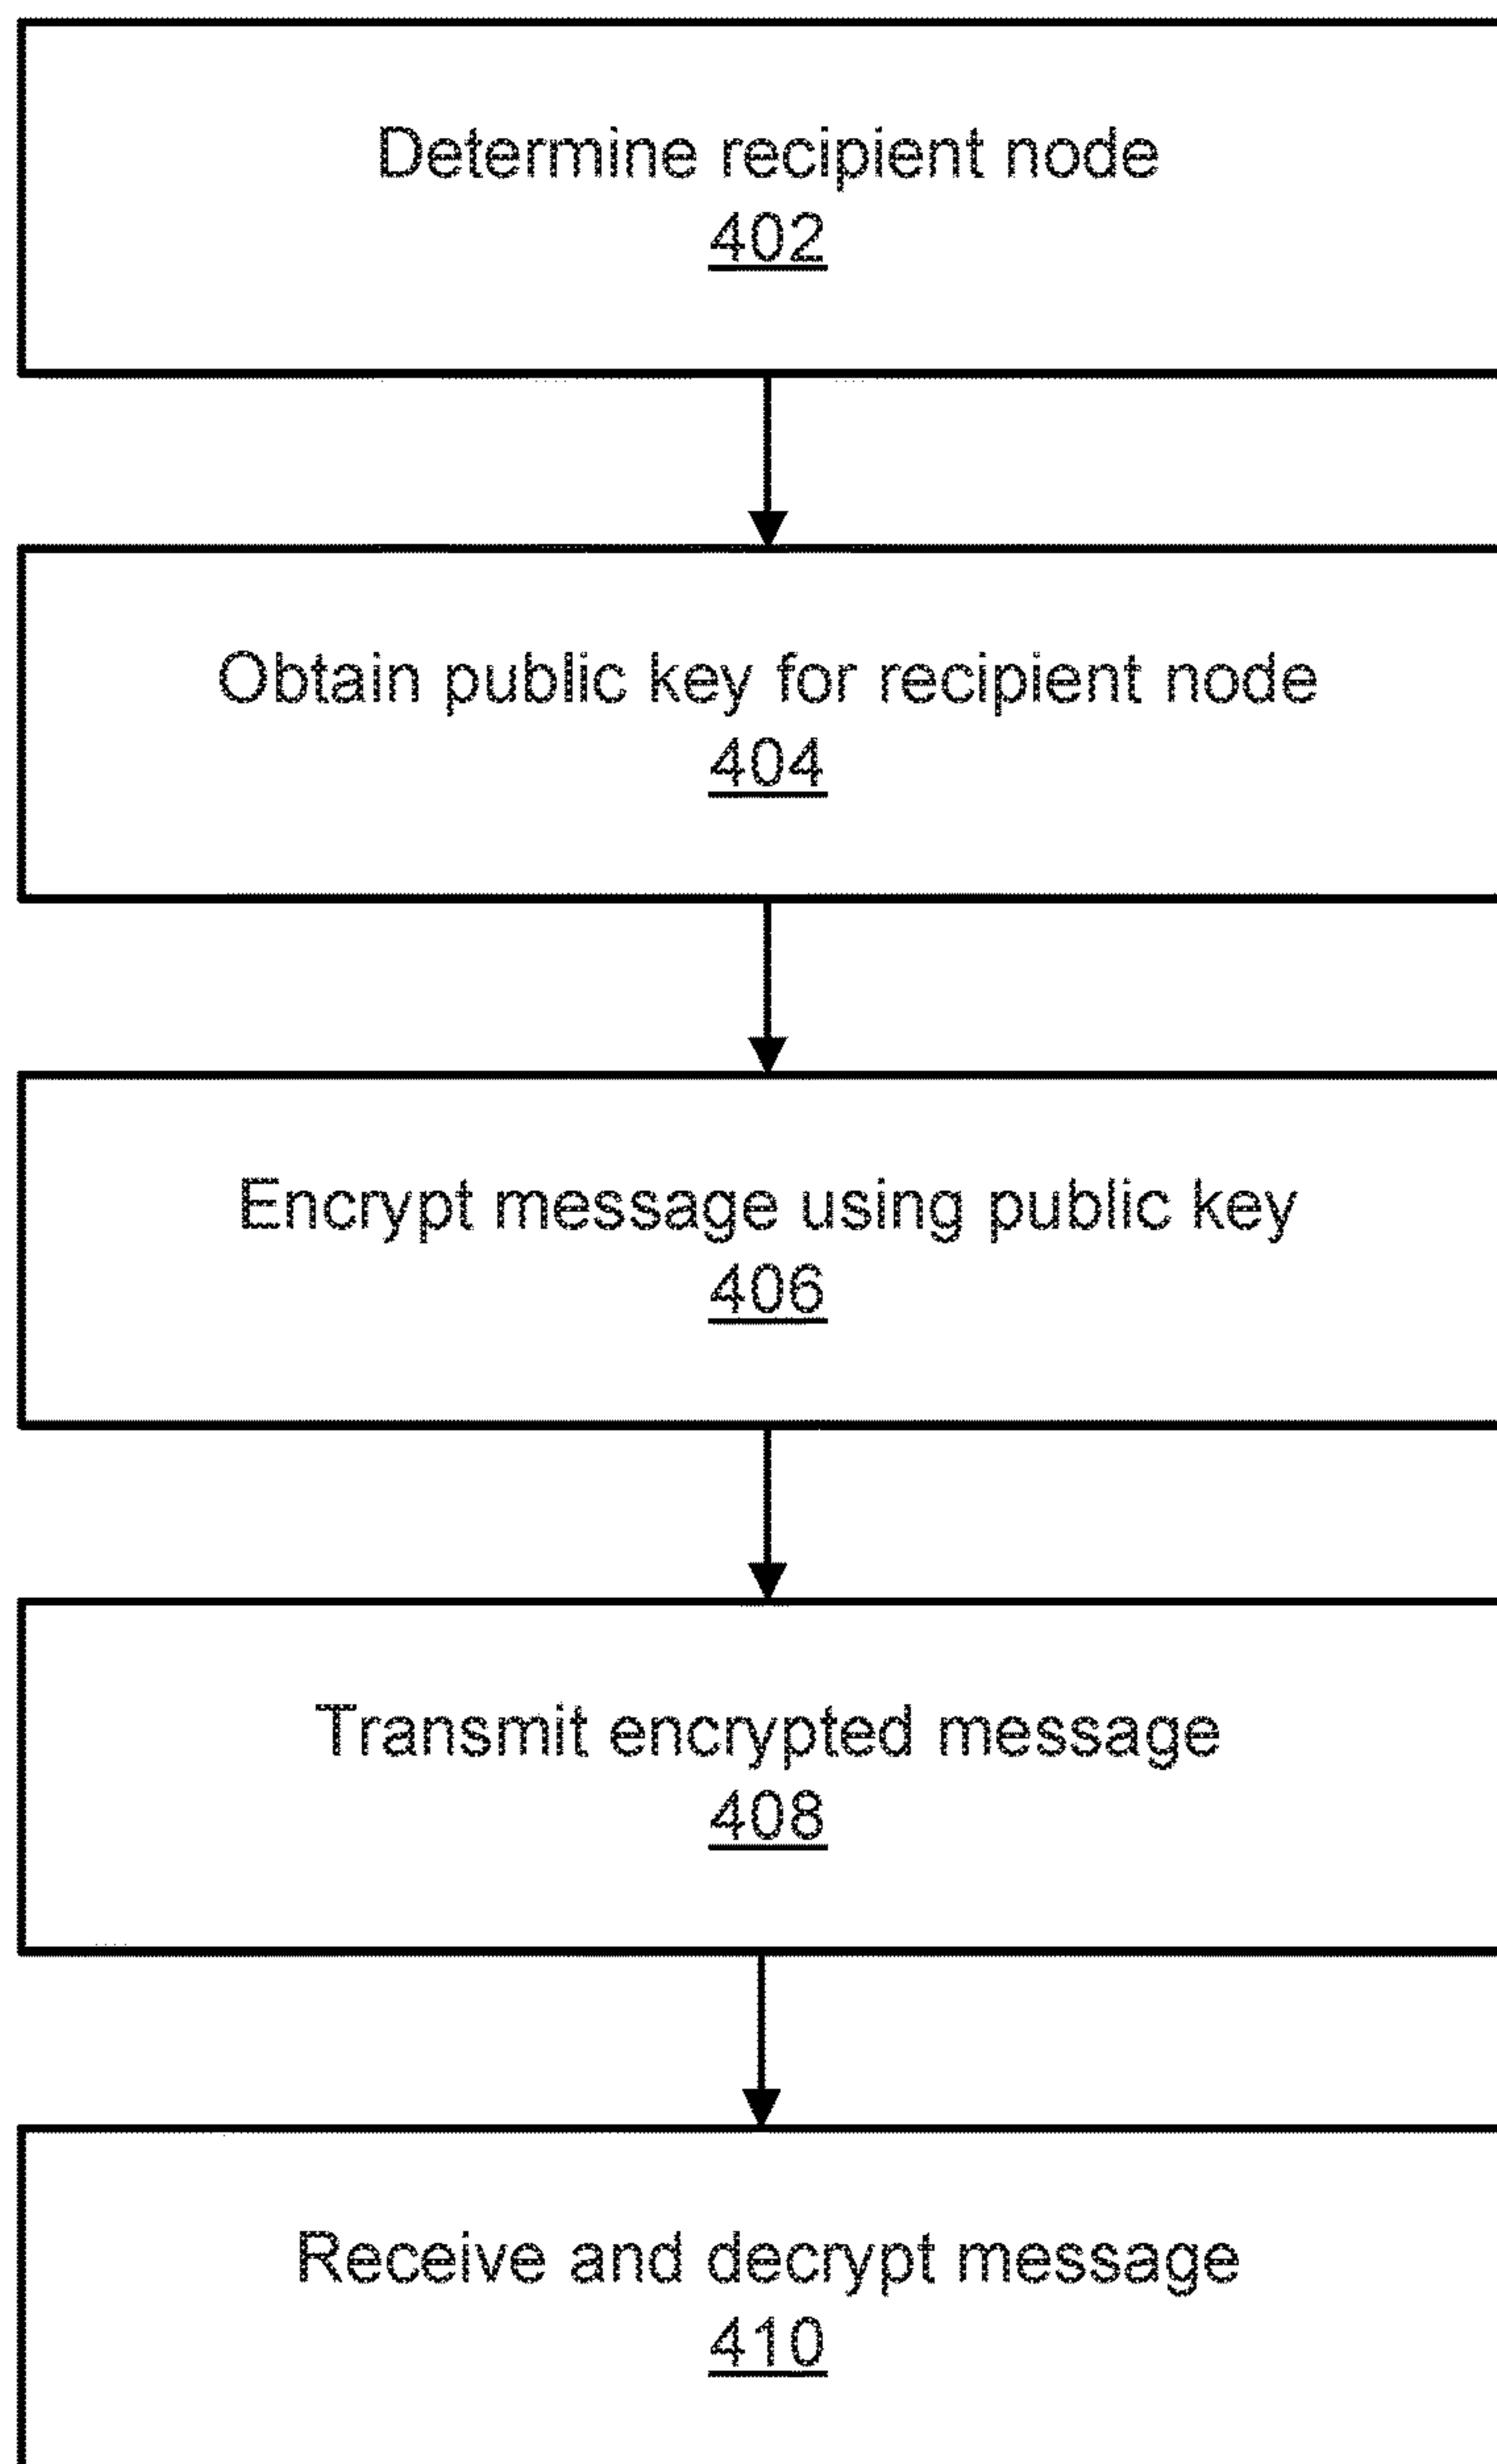 Determine recipient node
402
Obtain public key for recipient node
404
Encrypt message using public key
406
Transmit encrypted message
408
Receive and decrypt message
410